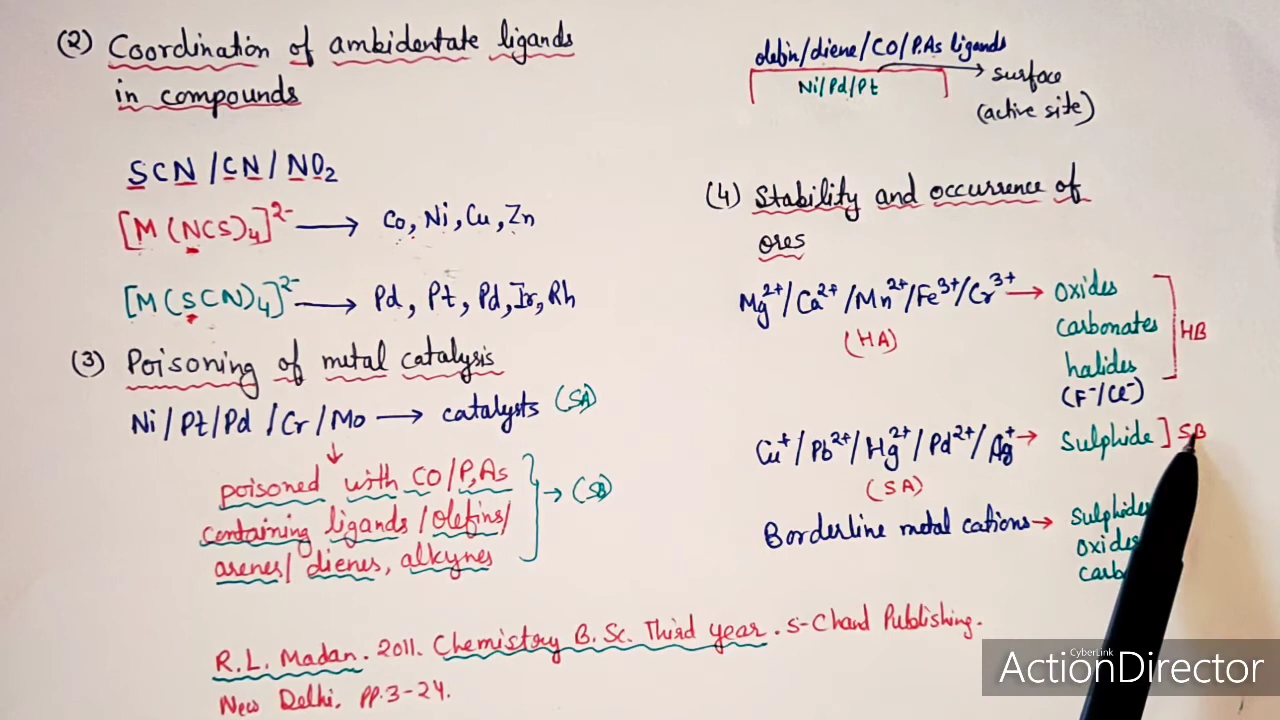 (2) Coordination of ambidentate ligands
in compounds
SCN / CN / NO₂
[M(NCS)₄]²⁻ → Co, Ni, Cu, Zn
[M(SCN)₄]²⁻ → Pd, Pt, Pd, Ir, Rh
(3) Poisoning of metal catalysis
Ni / Pt / Pd / Cr / Mo → catalysts (SA)
↓
poisoned with CO/P, As
containing ligands / olefins/
arenes/ dienes, alkynes
→ (SB)
olefin/diene/CO/P.As ligands
Ni/Pd/Pt → surface
(active site)
(4) Stability and occurrence of
ores
Mg²⁺/Ca²⁺/Mn²⁺/Fe³⁺/Cr³⁺ → oxides
(HA) carbonates HB
halides
(F⁻/Cl⁻)
Cu⁺/Pb²⁺/Hg²⁺/Pd²⁺/Ag⁺ → Sulphide ] SB
(SA)
Borderline metal cations → Sulphides
oxides
R.L. Madan. 2011. Chemistory B.Sc. Third year. S-Chand Publishing.
New Delhi. pp.3-24.
CyberLink
ActionDirector